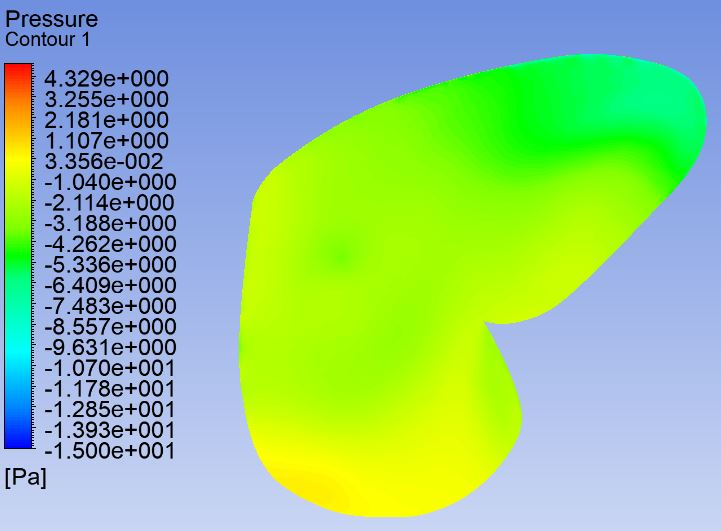 Pressure
Contour 1
4.329e+000
3.255e+000
2.181e+000
1.107e+000
3.356e-002
-1.040e+000
-2.114e+000
-3.188e+000
-4.262e+000
-5.336e+000
-6.409e+000
-7.483e+000
-8.557e+000
-9.631e+000
-1.070e+001
-1.178e+001
-1.285e+001
-1.393e+001
-1.500e+001
[Pa]